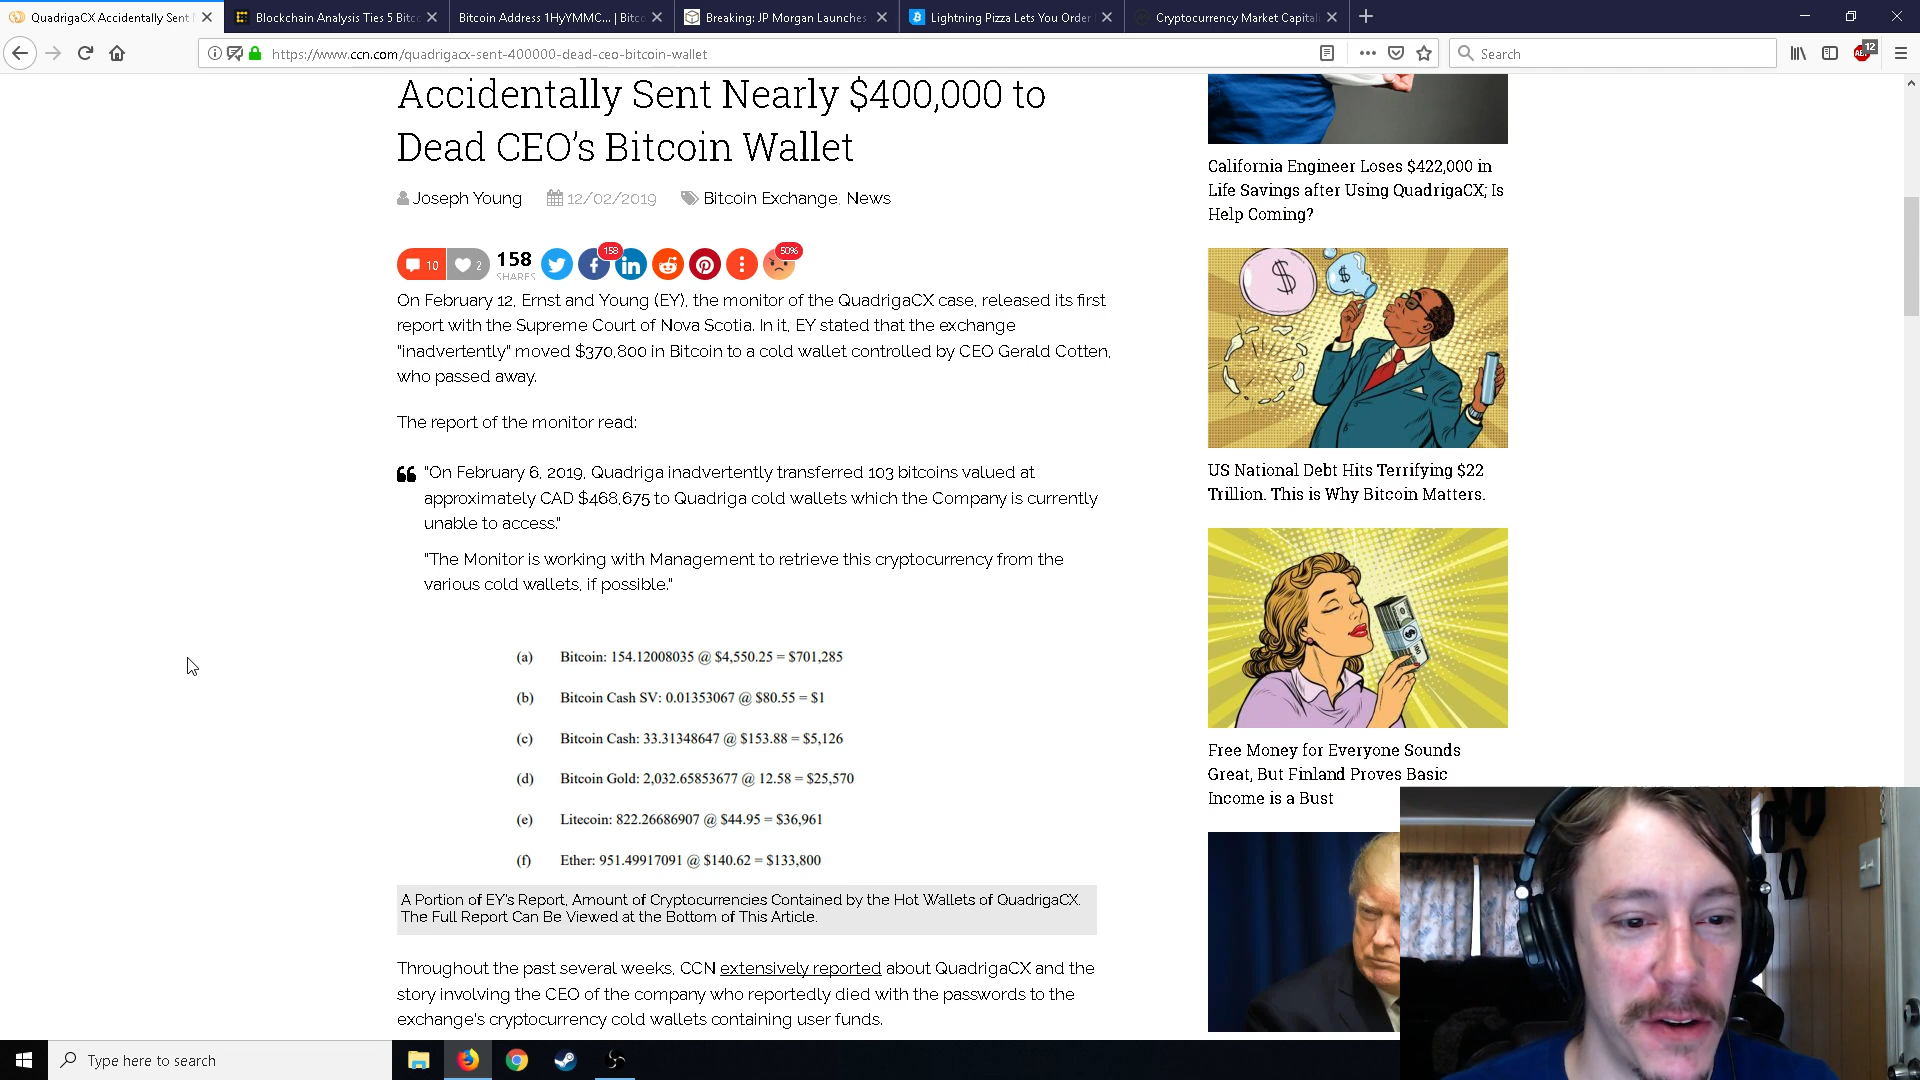 QuadrigaCX Accidentally Sent
Blockchain Analysis Ties 5 Bitco
Bitcoin Address 1HyYMMC... | Bitco
Breaking: JP Morgan Launches
Lightning Pizza Lets You Order
Cryptocurrency Market Capital
https://www.ccn.com/quadrigacx-sent-400000-dead-ceo-bitcoin-wallet
Search
12
Accidentally Sent Nearly $400,000 to
Dead CEO’s Bitcoin Wallet
Joseph Young 12/02/2019 Bitcoin Exchange, News
10 2 158 SHARES 158 50%
On February 12, Ernst and Young (EY), the monitor of the QuadrigaCX case, released its first
report with the Supreme Court of Nova Scotia. In it, EY stated that the exchange
"inadvertently" moved $370,800 in Bitcoin to a cold wallet controlled by CEO Gerald Cotten,
who passed away.
The report of the monitor read:
"On February 6, 2019, Quadriga inadvertently transferred 103 bitcoins valued at
approximately CAD $468,675 to Quadriga cold wallets which the Company is currently
unable to access."
"The Monitor is working with Management to retrieve this cryptocurrency from the
various cold wallets, if possible."
(a) Bitcoin: 154.12008035 @ $4,550.25 = $701,285
(b) Bitcoin Cash SV: 0.01353067 @ $80.55 = $1
(c) Bitcoin Cash: 33.31348647 @ $153.88 = $5,126
(d) Bitcoin Gold: 2,032.65853677 @ 12.58 = $25,570
(e) Litecoin: 822.26686907 @ $44.95 = $36,961
(f) Ether: 951.49917091 @ $140.62 = $133,800
A Portion of EY's Report, Amount of Cryptocurrencies Contained by the Hot Wallets of QuadrigaCX.
The Full Report Can Be Viewed at the Bottom of This Article.
Throughout the past several weeks, CCN extensively reported about QuadrigaCX and the
story involving the CEO of the company who reportedly died with the passwords to the
exchange's cryptocurrency cold wallets containing user funds.
California Engineer Loses $422,000 in
Life Savings after Using QuadrigaCX; Is
Help Coming?
US National Debt Hits Terrifying $22
Trillion. This is Why Bitcoin Matters.
Free Money for Everyone Sounds
Great, But Finland Proves Basic
Income is a Bust
Type here to search